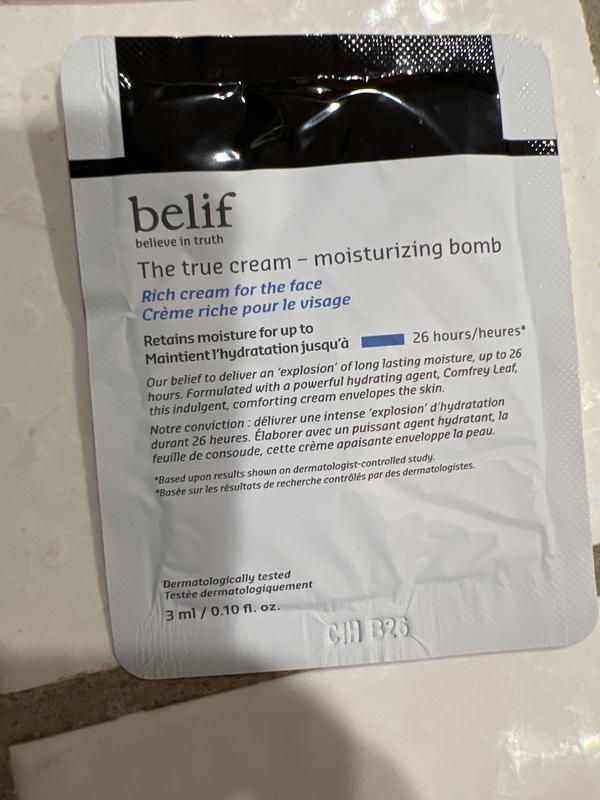 belif
believe in truth
The true cream – moisturizing bomb
Rich cream for the face
Crème riche pour le visage
Retains moisture for up to
Maintient l'hydratation jusqu'à
26 hours/heures*
Our belief to deliver an 'explosion' of long lasting moisture, up to 26
hours. Formulated with a powerful hydrating agent, Comfrey Leaf,
this indulgent, comforting cream envelopes the skin.
Notre conviction : délivrer une intense 'explosion' d'hydratation
durant 26 heures. Élaborer avec un puissant agent hydratant, la
feuille de consoude, cette crème apaisante enveloppe la peau.
*Based upon results shown on dermatologist-controlled study.
*Basée sur les résultats de recherche contrôlés par des dermatologistes.
Dermatologically tested
Testée dermatologiquement
3 ml / 0.10 fl. oz.